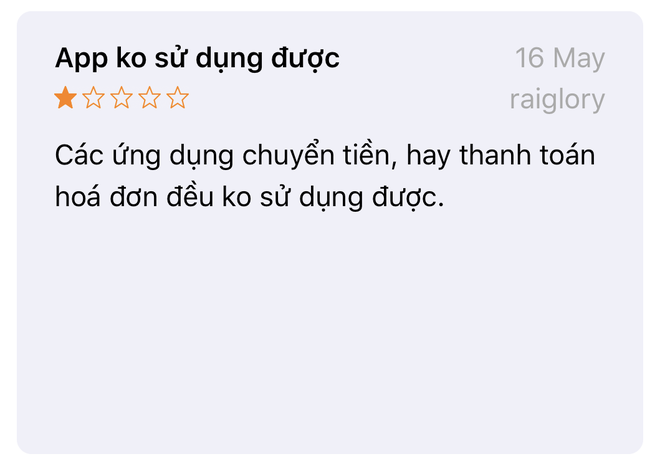 App ko sử dụng được
16 May
raiglory
Các ứng dụng chuyển tiền, hay thanh toán
hoá đơn đều ko sử dụng được.